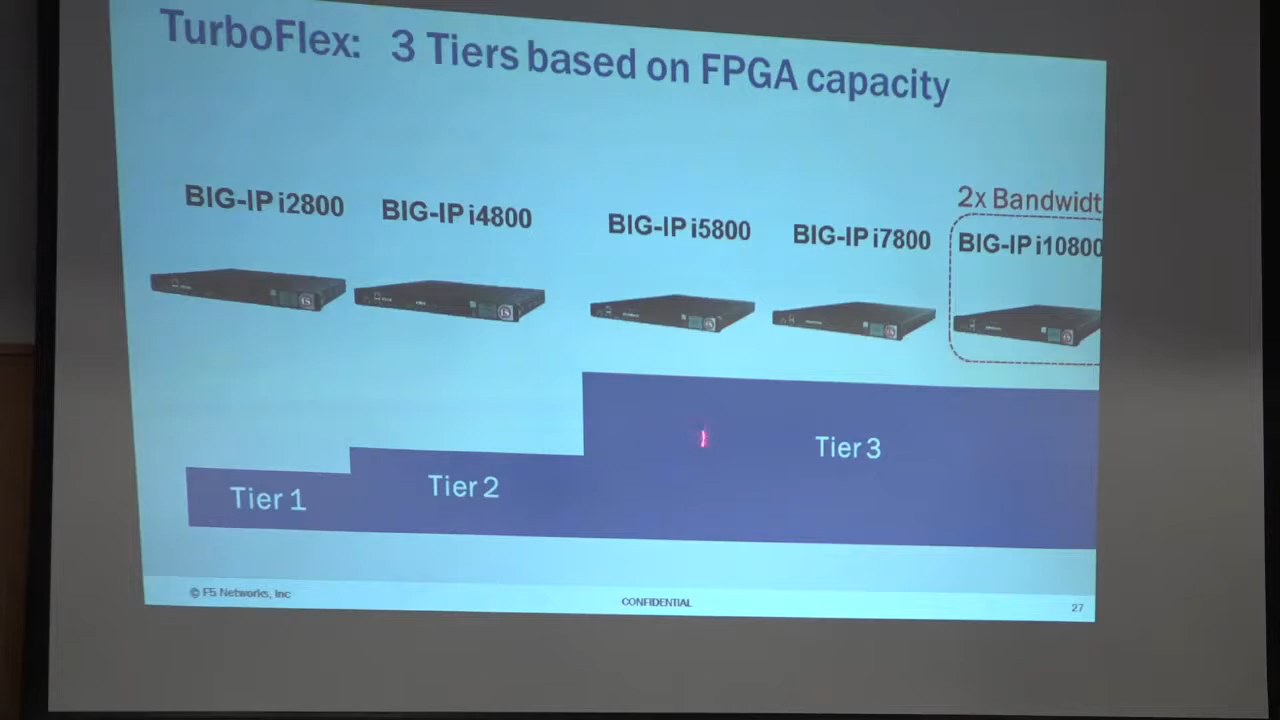 TurboFlex: 3 Tiers based on FPGA capacity
2x Bandwidt
BIG-IP i2800
BIG-IP i4800
BIG-IP i5800
BIG-IP i7800
BIG-IP i10800
Tier 1
Tier 2
Tier 3
© F5 Networks, Inc
CONFIDENTIAL
27